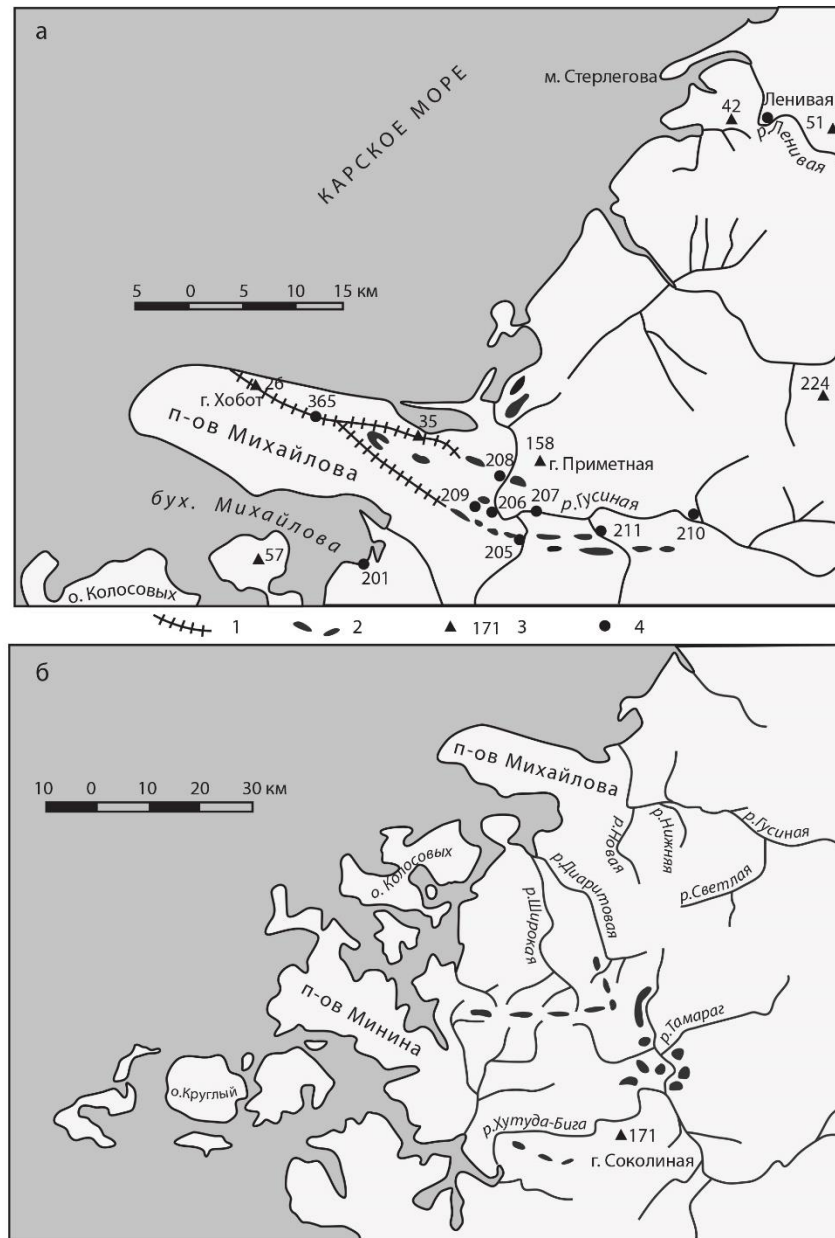 а
м. Стерлегова
КАРСКОЕ МОРЕ
42
Ленивая
51
р.Ленивая
5 0 5 10 15 км
26
г. Хобот
365
35
224
п-ов Михайлова
158
г. Приметная
208
209
206
207
р.Гусиная
бух. Михайлова
205
211
210
57
201
о. Колосовых
1 2 171 3 4
б
п-ов Михайлова
10 0 10 20 30 км
р.Гусиная
р.Нижняя
р.Новая
о. Колосовых
р.Диаритовая
р.Светлая
р.Широкая
п-ов Минина
р.Тамараг
о.Круглый
р.Хутуда-Бига
171
г. Соколиная